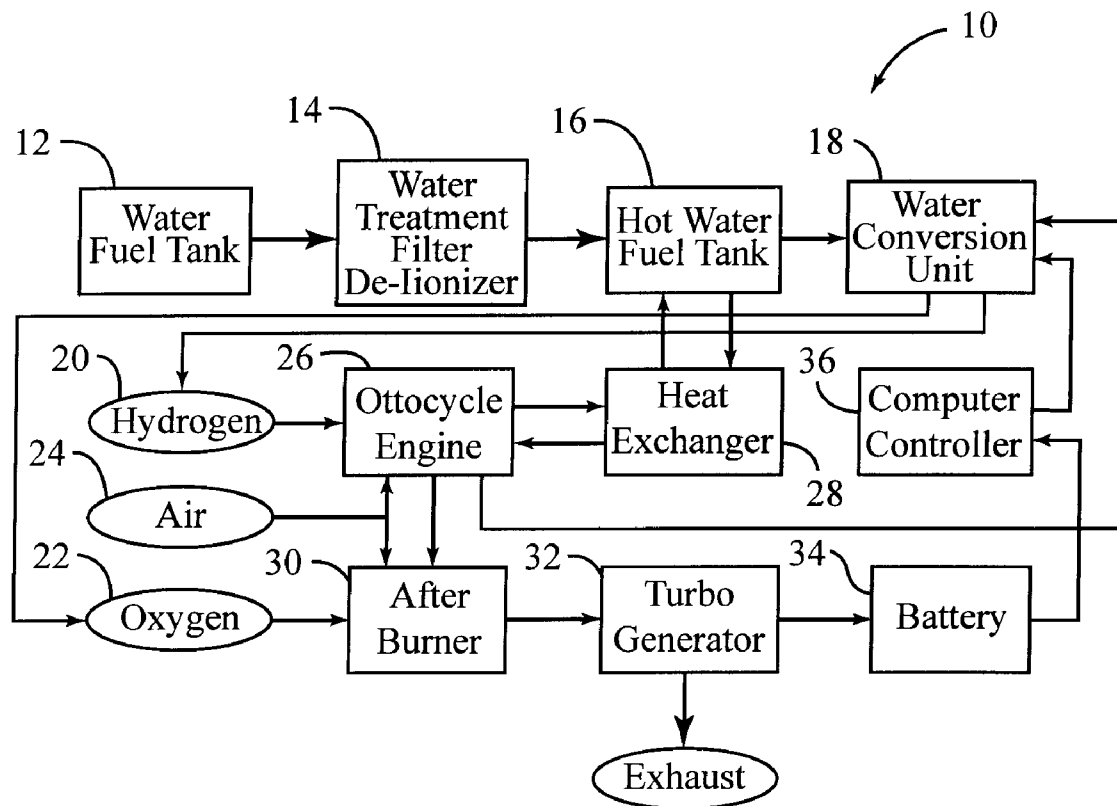 10
12
Water
Fuel Tank
14
Water
Treatment
Filter
De-Iionizer
16
Hot Water
Fuel Tank
18
Water
Conversion
Unit
20
Hydrogen
26
Ottocycle
Engine
Heat
Exchanger
28
36
Computer
Controller
24
Air
22
Oxygen
30
After
Burner
32
Turbo
Generator
34
Battery
Exhaust